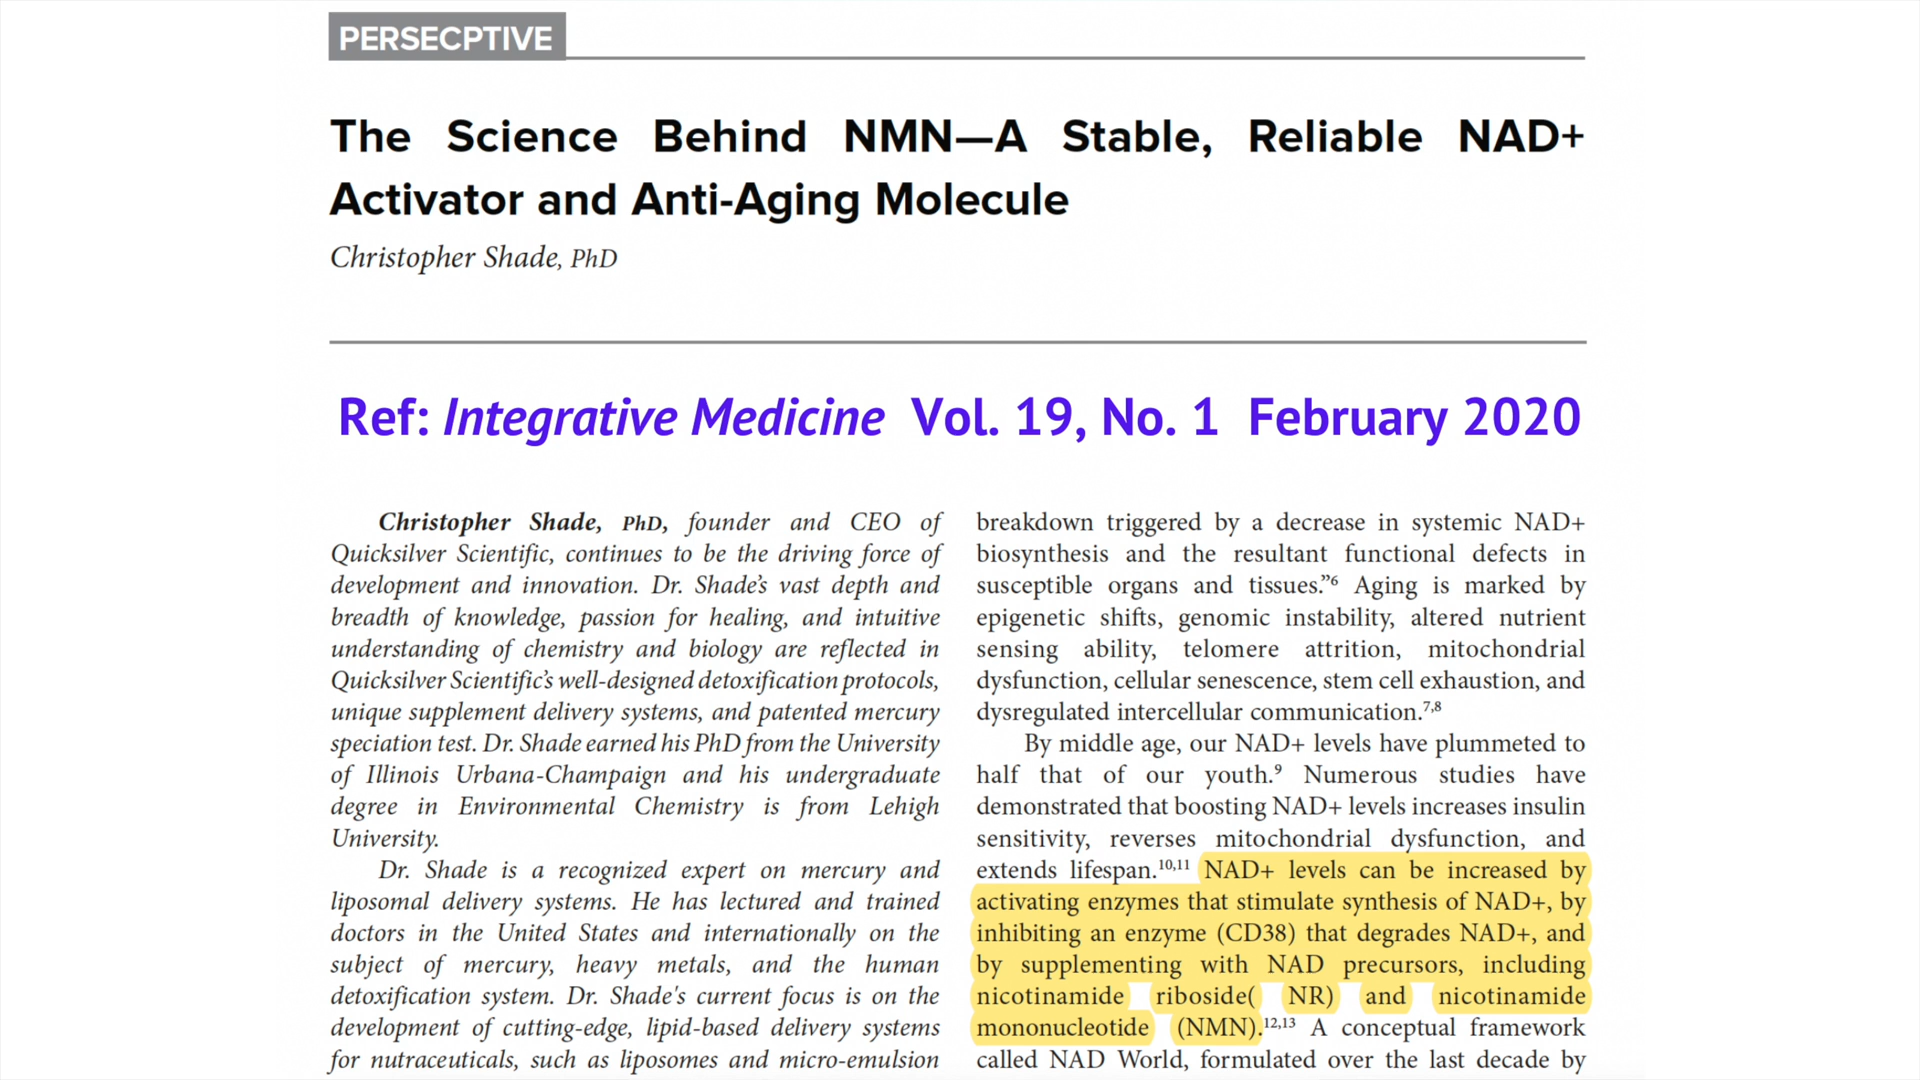 PERSECPTIVE
The Science Behind NMN—A Stable, Reliable NAD+
Activator and Anti-Aging Molecule
Christopher Shade, PhD
Ref: Integrative Medicine Vol. 19, No. 1 February 2020
Christopher Shade, PhD, founder and CEO of
Quicksilver Scientific, continues to be the driving force of
development and innovation. Dr. Shade’s vast depth and
breadth of knowledge, passion for healing, and intuitive
understanding of chemistry and biology are reflected in
Quicksilver Scientific’s well-designed detoxification protocols,
unique supplement delivery systems, and patented mercury
speciation test. Dr. Shade earned his PhD from the University
of Illinois Urbana-Champaign and his undergraduate
degree in Environmental Chemistry is from Lehigh
University.
Dr. Shade is a recognized expert on mercury and
liposomal delivery systems. He has lectured and trained
doctors in the United States and internationally on the
subject of mercury, heavy metals, and the human
detoxification system. Dr. Shade's current focus is on the
development of cutting-edge, lipid-based delivery systems
for nutraceuticals, such as liposomes and micro-emulsion
breakdown triggered by a decrease in systemic NAD+
biosynthesis and the resultant functional defects in
susceptible organs and tissues.”6 Aging is marked by
epigenetic shifts, genomic instability, altered nutrient
sensing ability, telomere attrition, mitochondrial
dysfunction, cellular senescence, stem cell exhaustion, and
dysregulated intercellular communication.7,8
By middle age, our NAD+ levels have plummeted to
half that of our youth.9 Numerous studies have
demonstrated that boosting NAD+ levels increases insulin
sensitivity, reverses mitochondrial dysfunction, and
extends lifespan.10,11 NAD+ levels can be increased by
activating enzymes that stimulate synthesis of NAD+, by
inhibiting an enzyme (CD38) that degrades NAD+, and
by supplementing with NAD precursors, including
nicotinamide riboside( NR) and nicotinamide
mononucleotide (NMN).12,13 A conceptual framework
called NAD World, formulated over the last decade by